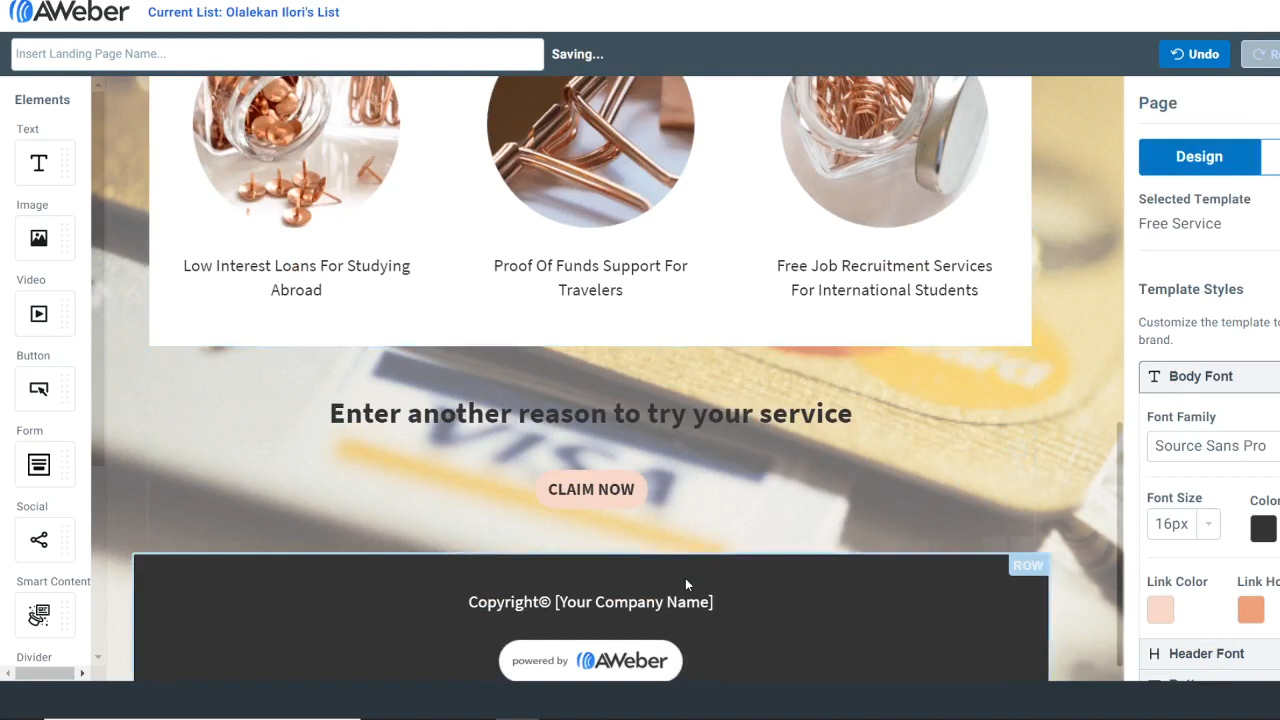 AWeber
Current List: Olalekan Ilori's List
Insert Landing Page Name...
Saving...
Undo
Elements
Text
Image
Video
Button
Form
Social
Smart Content
Divider
Low Interest Loans For Studying
Abroad
Proof Of Funds Support For
Travelers
Free Job Recruitment Services
For International Students
Enter another reason to try your service
VISA
CLAIM NOW
ROW
Copyright© [Your Company Name]
powered by AWeber
Page
Design
Selected Template
Free Service
Template Styles
Customize the template to
brand.
Body Font
Font Family
Source Sans Pro
Font Size
16px
Link Color
Header Font